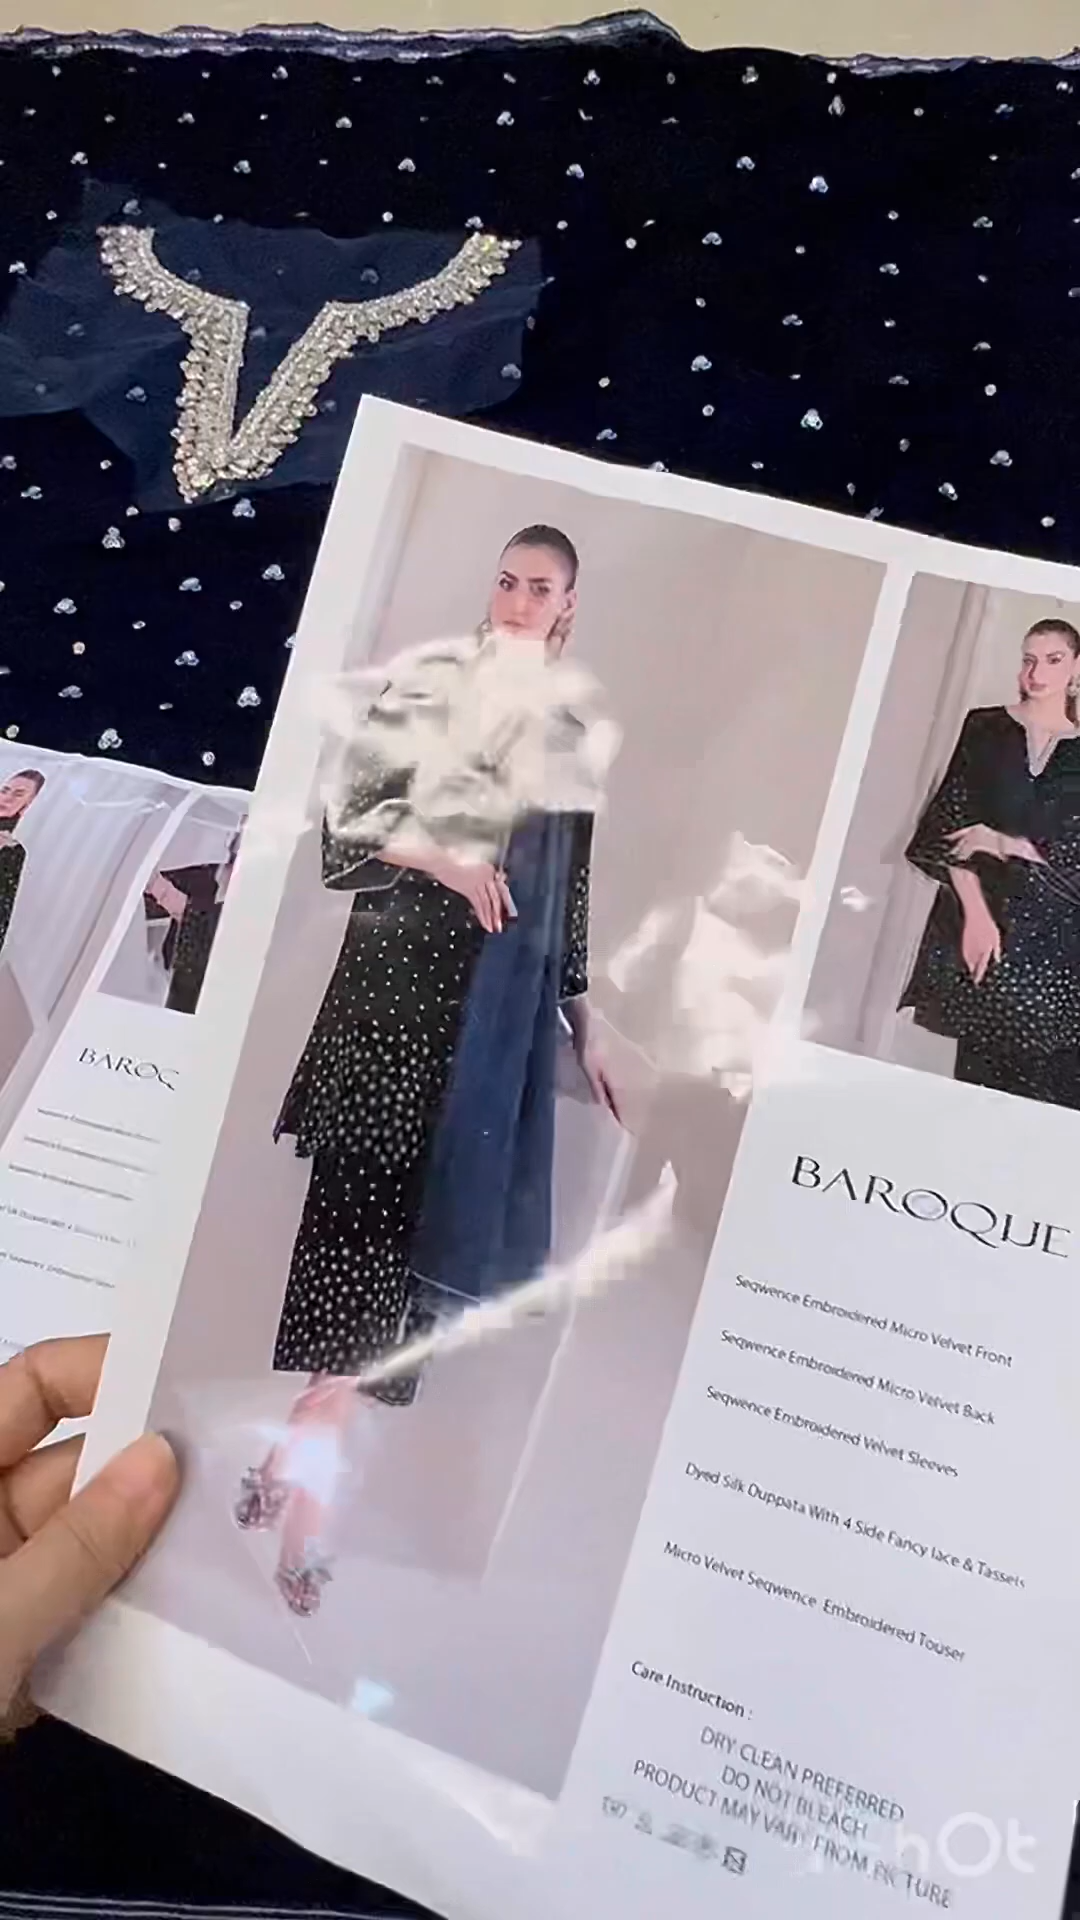 BAROQUE
Seqwence Embroidered Micro Velvet Front
Seqwence Embroidered Micro Velvet Back
Seqwence Embroidered Velvet Sleeves
Dyed Silk Duppata With 4 Side Fancy lace & Tassels
Micro Velvet Seqwence Embroidered Touser
Care Instruction :
DRY CLEAN PREFERRED
DO NOT BLEACH
PRODUCT MAY VARY FROM PICTURE
BAROQ